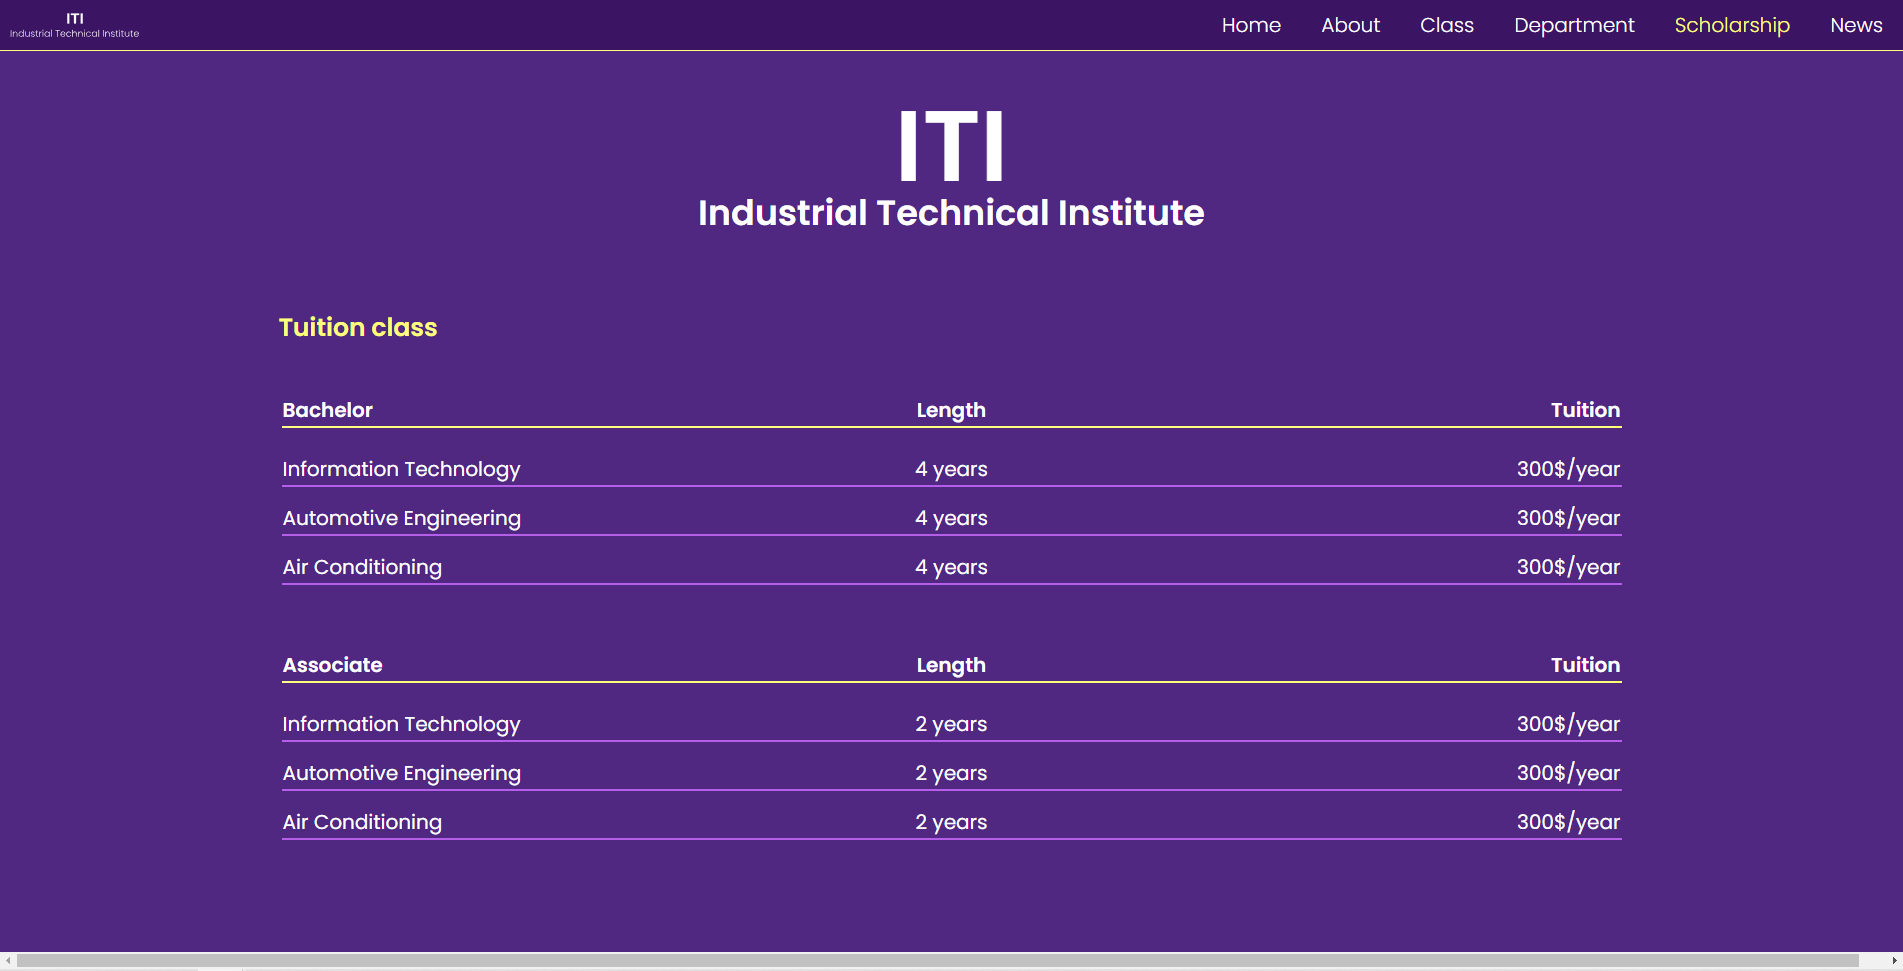 ITI
Industrial Technical Institute
Home About Class Department Scholarship News
ITI
Industrial Technical Institute
Tuition class
Bachelor Length Tuition
Information Technology 4 years 300$/year
Automotive Engineering 4 years 300$/year
Air Conditioning 4 years 300$/year
Associate Length Tuition
Information Technology 2 years 300$/year
Automotive Engineering 2 years 300$/year
Air Conditioning 2 years 300$/year